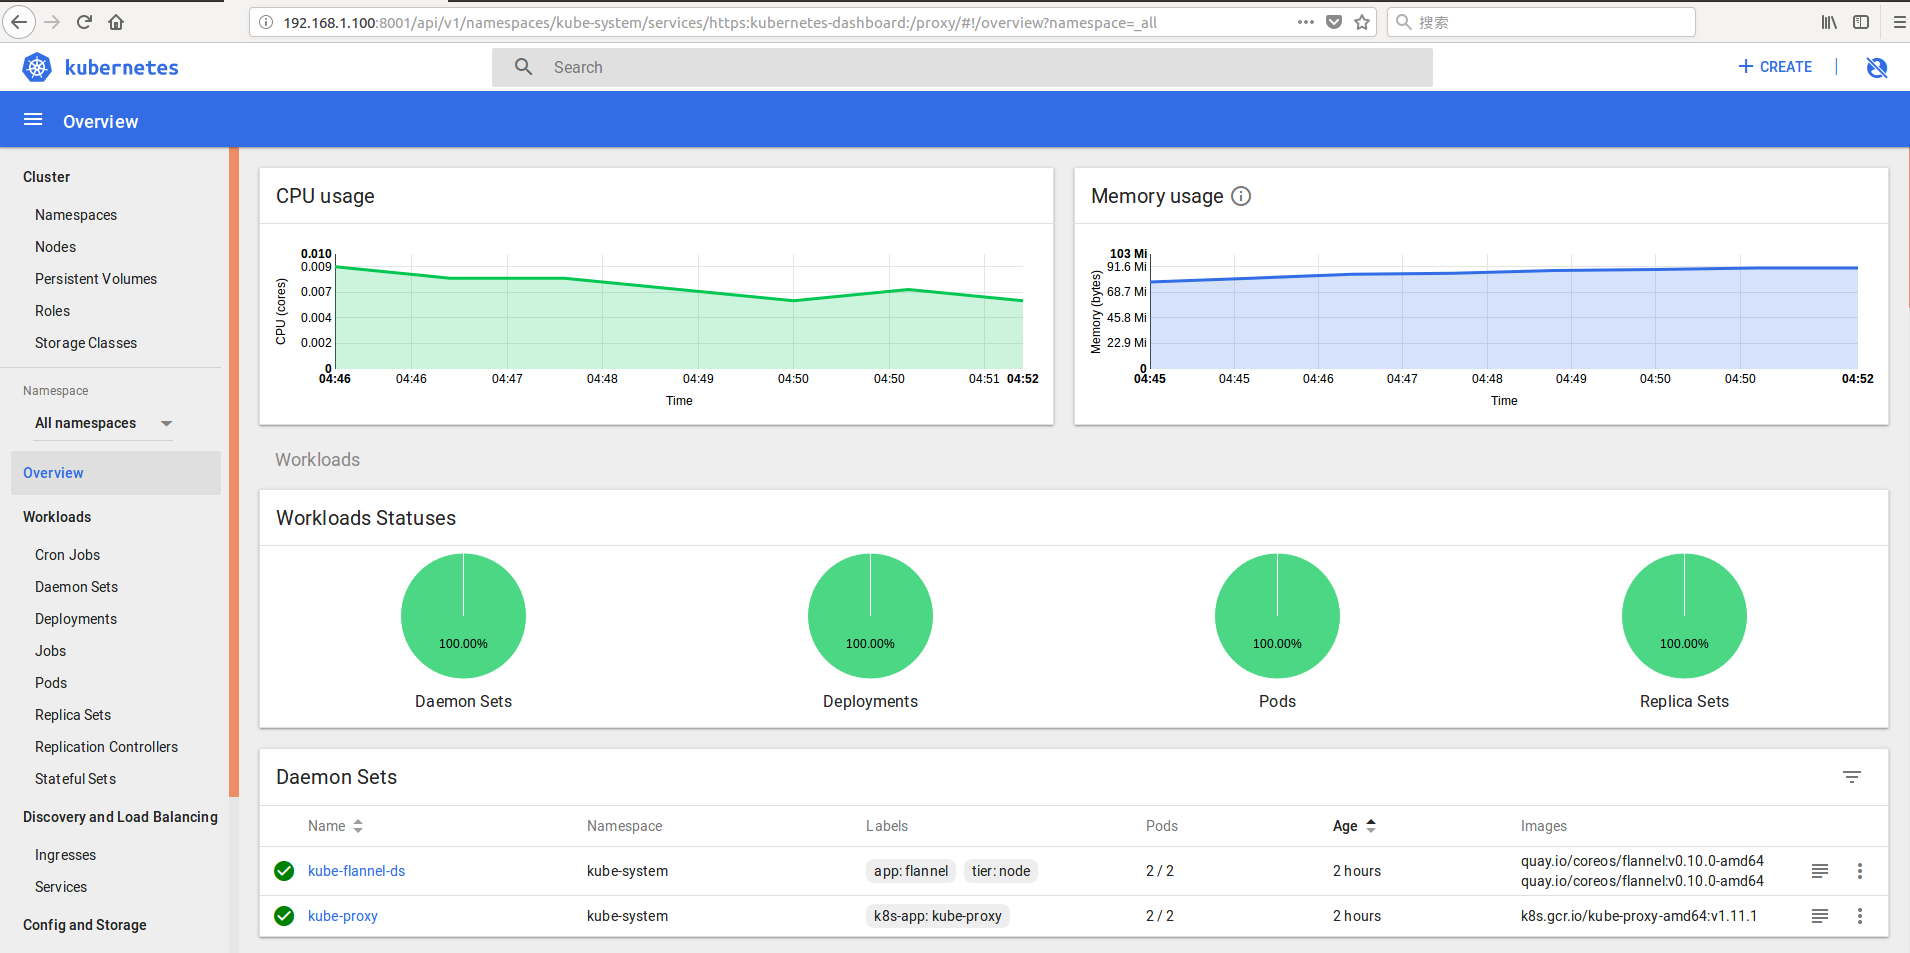 192.168.1.100:8001/api/v1/namespaces/kube-system/services/https:kubernetes-dashboard:/proxy/#!/overview?namespace=_all
搜索
kubernetes
Search
CREATE
Overview
Cluster
Namespaces
Nodes
Persistent Volumes
Roles
Storage Classes
Namespace
All namespaces
Overview
Workloads
Cron Jobs
Daemon Sets
Deployments
Jobs
Pods
Replica Sets
Replication Controllers
Stateful Sets
Discovery and Load Balancing
Ingresses
Services
Config and Storage
CPU usage
CPU (cores)
0.010
0.009
0.007
0.004
0.002
0
04:46 04:46 04:47 04:48 04:49 04:50 04:50 04:51 04:52
Time
Memory usage
Memory (bytes)
103 Mi
91.6 Mi
68.7 Mi
45.8 Mi
22.9 Mi
0
04:45 04:45 04:46 04:47 04:48 04:49 04:50 04:50 04:52
Time
Workloads
Workloads Statuses
100.00% 100.00% 100.00% 100.00%
Daemon Sets Deployments Pods Replica Sets
Daemon Sets
Name Namespace Labels Pods Age Images
kube-flannel-ds kube-system app: flannel tier: node 2 / 2 2 hours quay.io/coreos/flannel:v0.10.0-amd64
quay.io/coreos/flannel:v0.10.0-amd64
kube-proxy kube-system k8s-app: kube-proxy 2 / 2 2 hours k8s.gcr.io/kube-proxy-amd64:v1.11.1